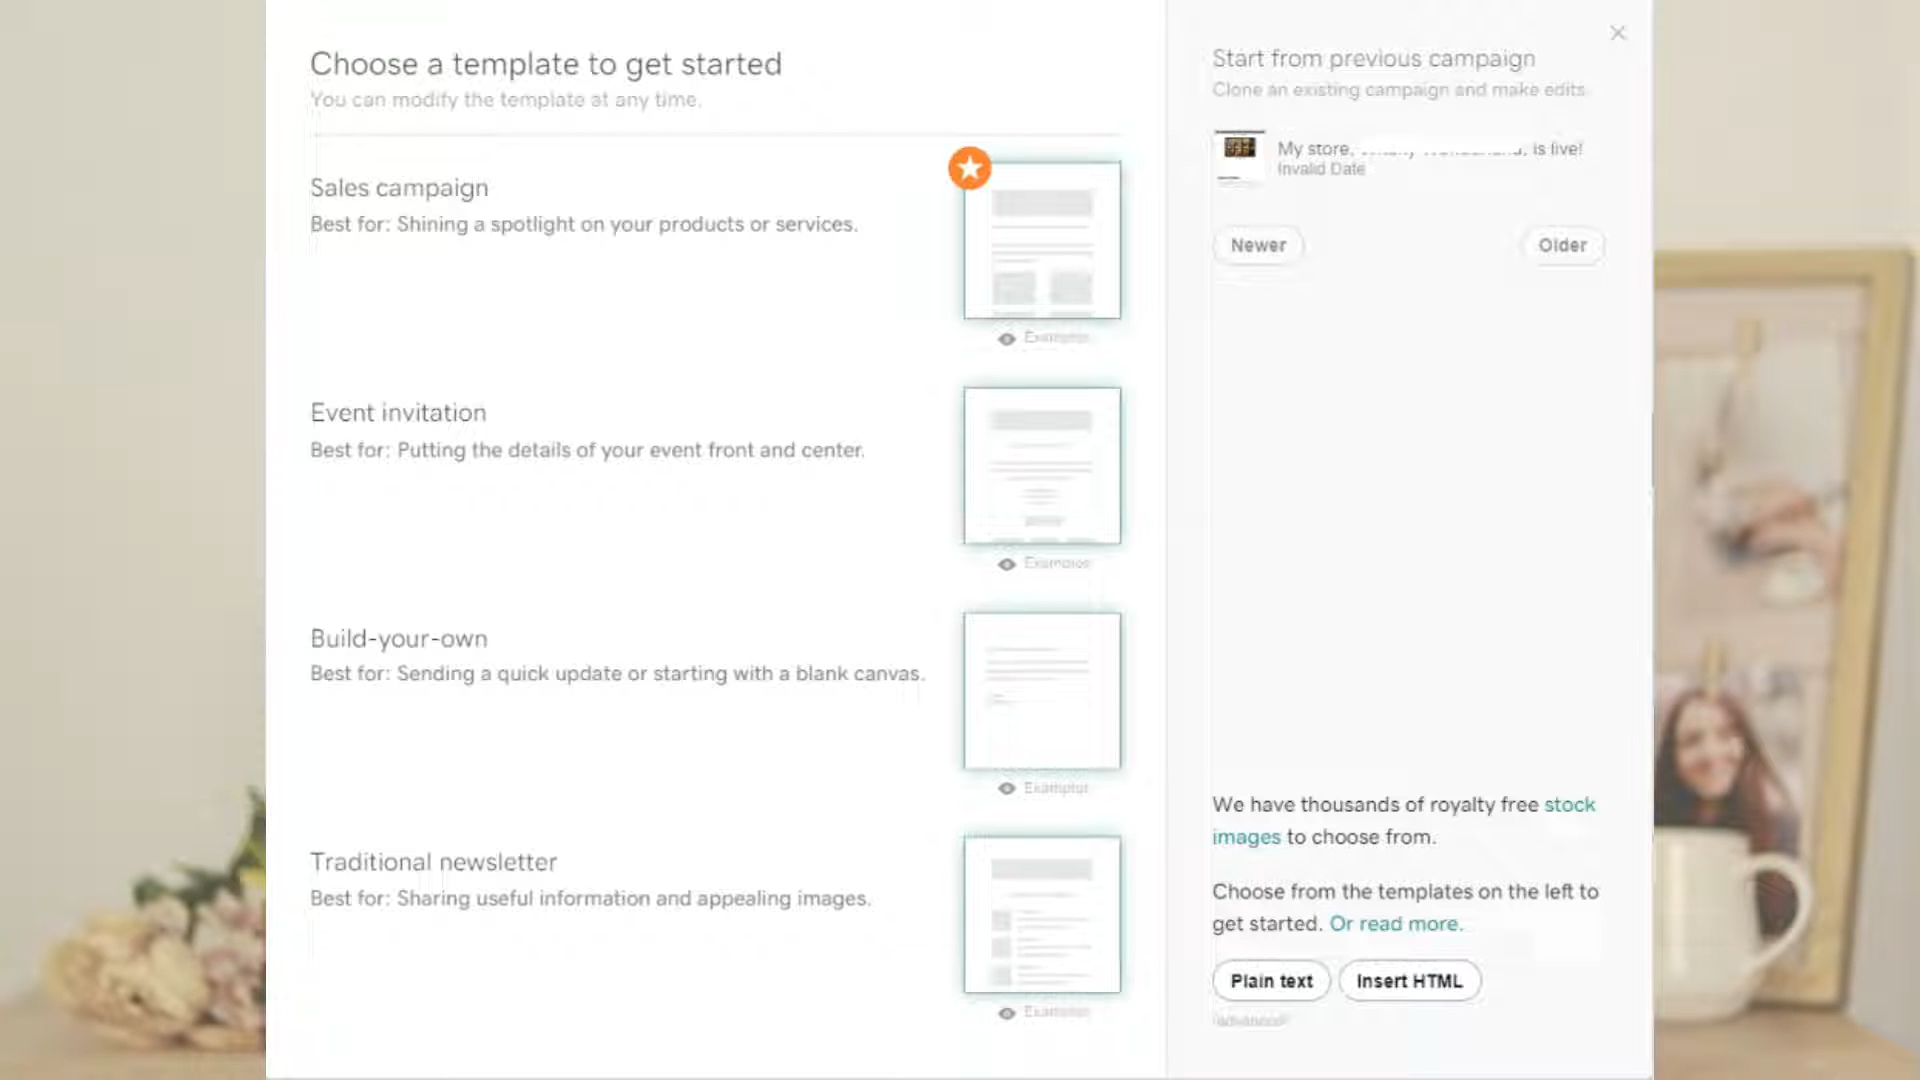 Choose a template to get started
You can modify the template at any time.
Sales campaign
Best for: Shining a spotlight on your products or services.
Event invitation
Best for: Putting the details of your event front and center.
Examples
Build-your-own
Best for: Sending a quick update or starting with a blank canvas.
Traditional newsletter
Best for: Sharing useful information and appealing images.
Start from previous campaign
Clone an existing campaign and make edits.
My store, is live!
Invalid Date
Newer
Older
We have thousands of royalty free stock
images to choose from.
Choose from the templates on the left to
get started. Or read more.
Plain text
Insert HTML